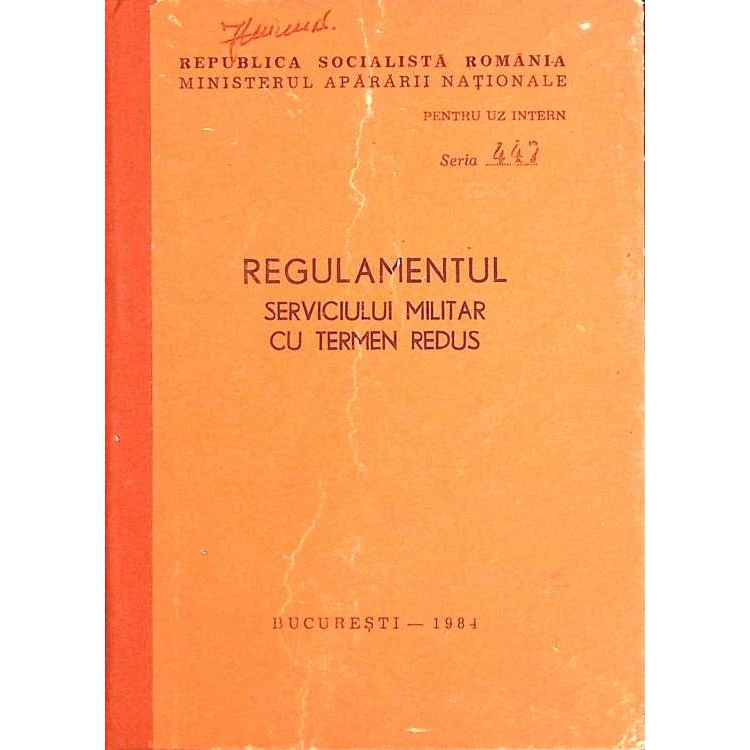 REPUBLICA SOCIALISTĂ ROMÂNIA
MINISTERUL APĂRĂRII NAȚIONALE
PENTRU UZ INTERN
Seria 447
REGULAMENTUL
SERVICIULUI MILITAR
CU TERMEN REDUS
BUCUREȘTI — 1984